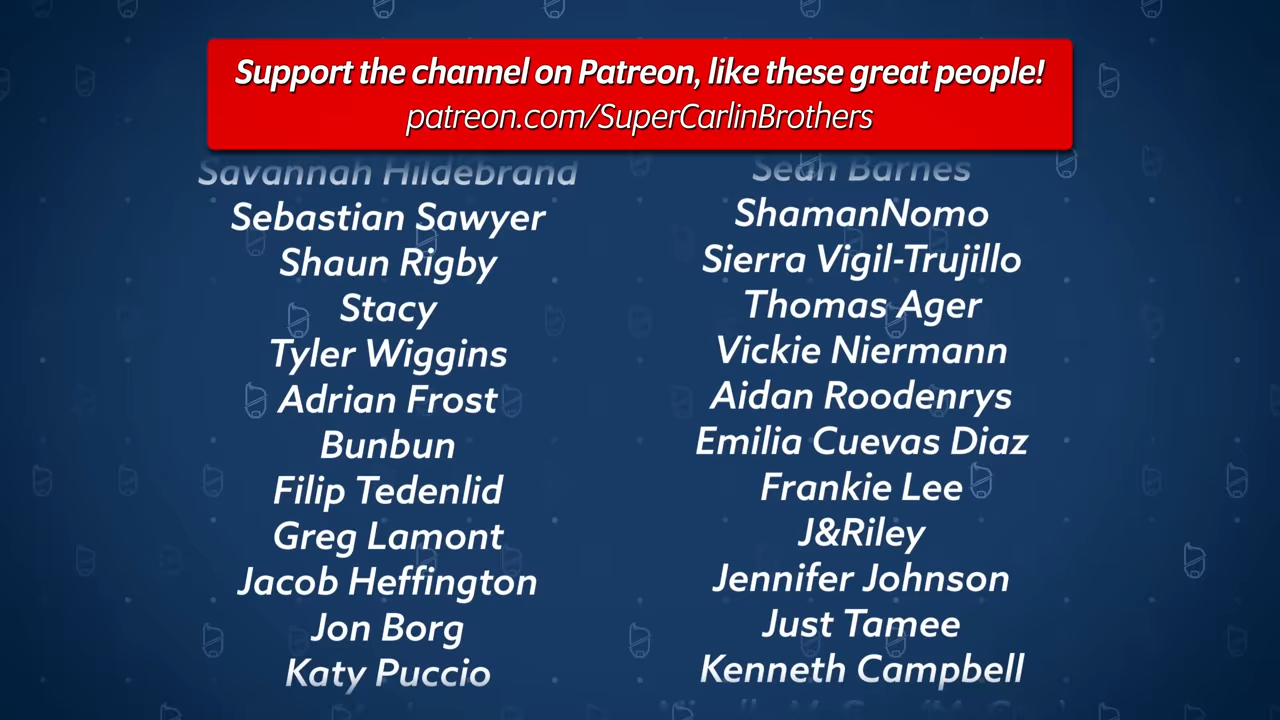 Support the channel on Patreon, like these great people!
patreon.com/SuperCarlinBrothers
Savannah Hildebrand
Sebastian Sawyer
Shaun Rigby
Stacy
Tyler Wiggins
Adrian Frost
Bunbun
Filip Tedenlid
Greg Lamont
Jacob Heffington
Jon Borg
Katy Puccio
Sean Barnes
ShamanNomo
Sierra Vigil-Trujillo
Thomas Ager
Vickie Niermann
Aidan Roodenrys
Emilia Cuevas Diaz
Frankie Lee
J&Riley
Jennifer Johnson
Just Tamee
Kenneth Campbell